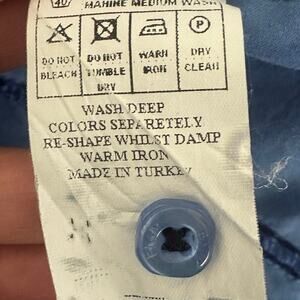 40
MAHINE MEDIUM WASH
P
DO NOT BLEACH
DO NOT TUMBLE DRY
WARM IRON
DRY CLEAN
WASH DEEP
COLORS SEPARETELY
RE-SHAPE WHILST DAMP
WARM IRON
MADE IN TURKEY